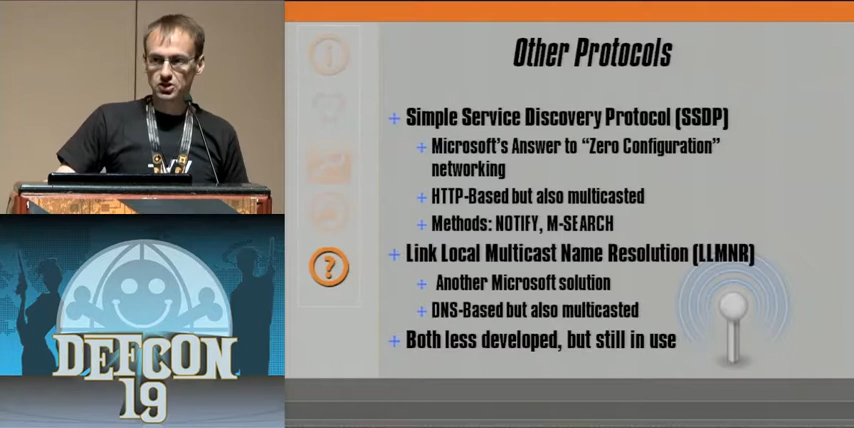 Other Protocols
Simple Service Discovery Protocol (SSDP)
Microsoft's Answer to “Zero Configuration”
networking
HTTP-Based but also multicasted
Methods: NOTIFY, M-SEARCH
Link Local Multicast Name Resolution (LLMNR)
Another Microsoft solution
DNS-Based but also multicasted
Both less developed, but still in use
?
DEFCON
19